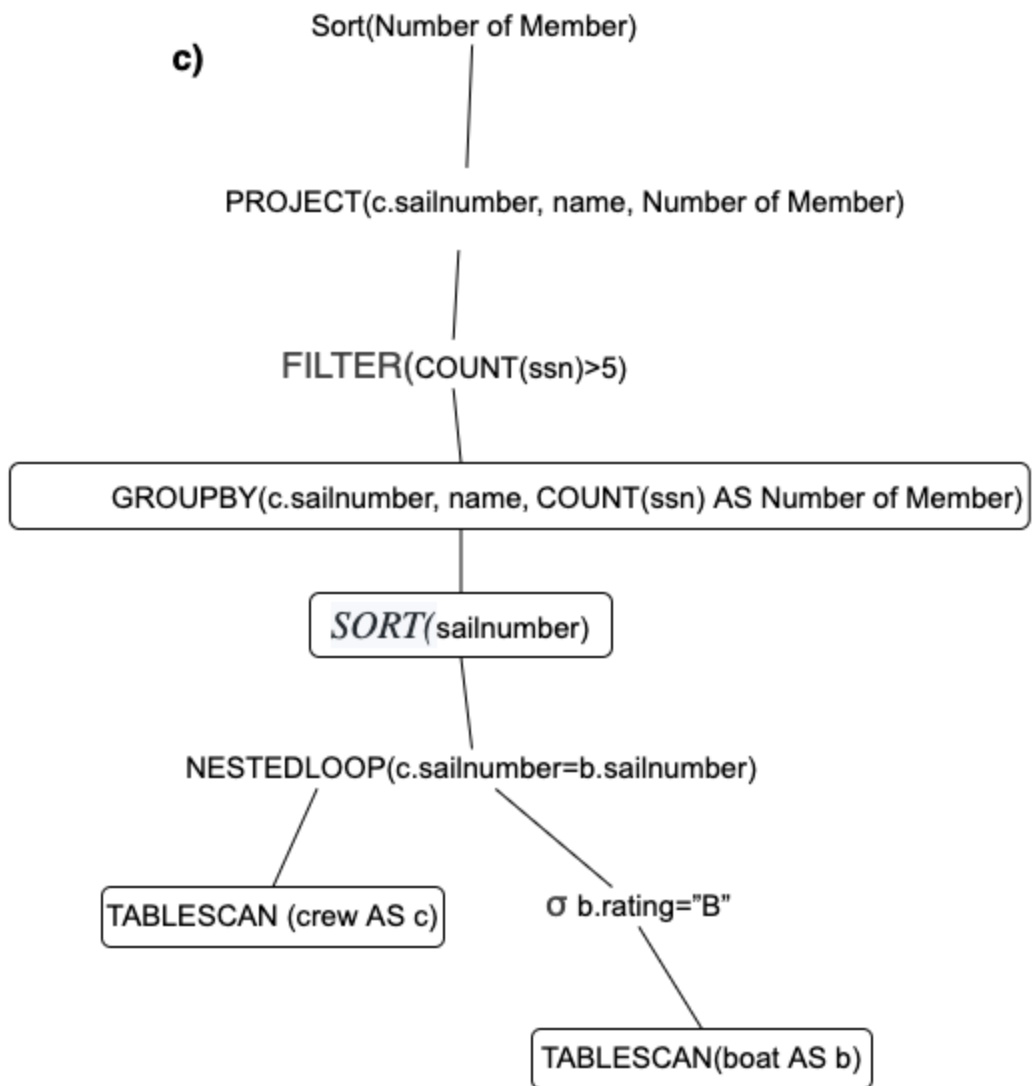 Sort(Number of Member)
c)
PROJECT(c.sailnumber, name, Number of Member)
FILTER(COUNT(ssn)>5)
GROUPBY(c.sailnumber, name, COUNT(ssn) AS Number of Member)
SORT(sailnumber)
NESTEDLOOP(c.sailnumber=b.sailnumber)
TABLESCAN (crew AS c)
σ b.rating=”B”
TABLESCAN(boat AS b)